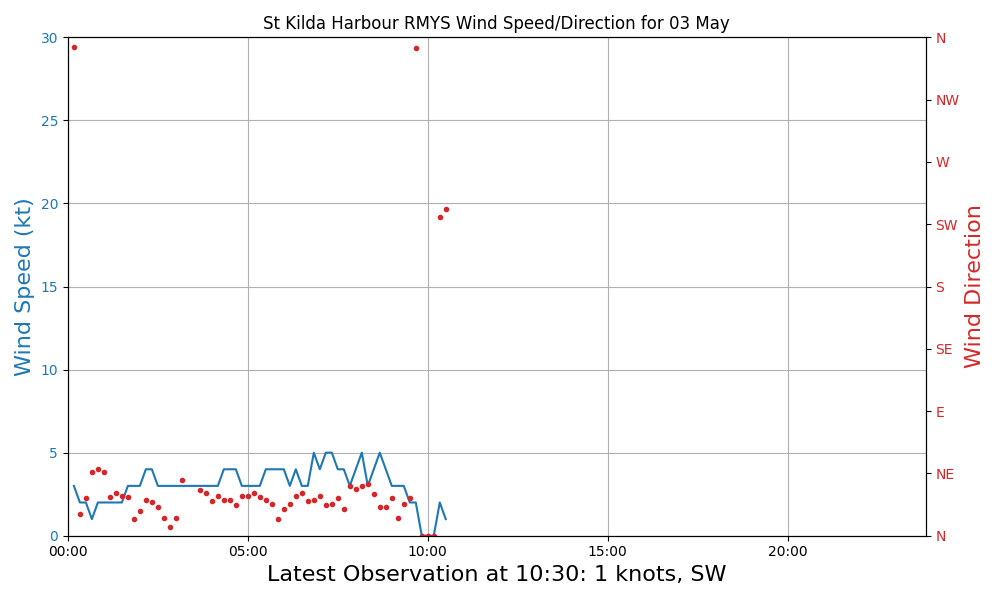 St Kilda Harbour RMYS Wind Speed/Direction for 03 May
30
25
20
15
10
5
0
Wind Speed (kt)
N
NW
W
SW
S
SE
E
NE
N
Wind Direction
00:00
05:00
10:00
15:00
20:00
Latest Observation at 10:30: 1 knots, SW